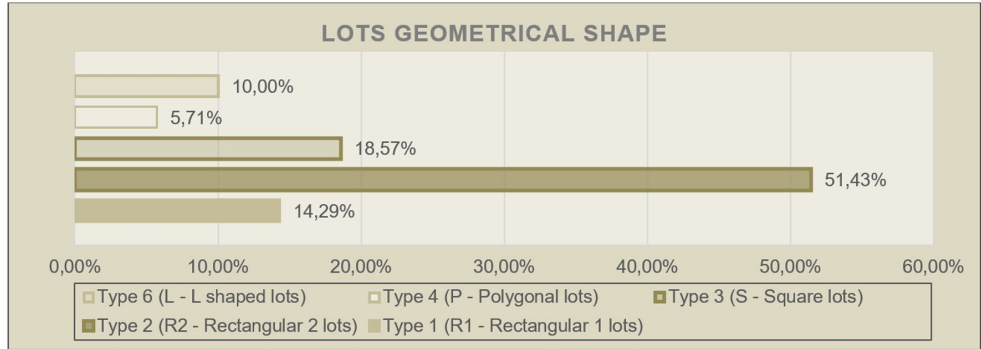 LOTS GEOMETRICAL SHAPE
10,00%
5,71%
18,57%
51,43%
14,29%
0,00% 10,00% 20,00% 30,00% 40,00% 50,00% 60,00%
Type 6 (L - L shaped lots) Type 4 (P - Polygonal lots) Type 3 (S - Square lots)
Type 2 (R2 - Rectangular 2 lots) Type 1 (R1 - Rectangular 1 lots)